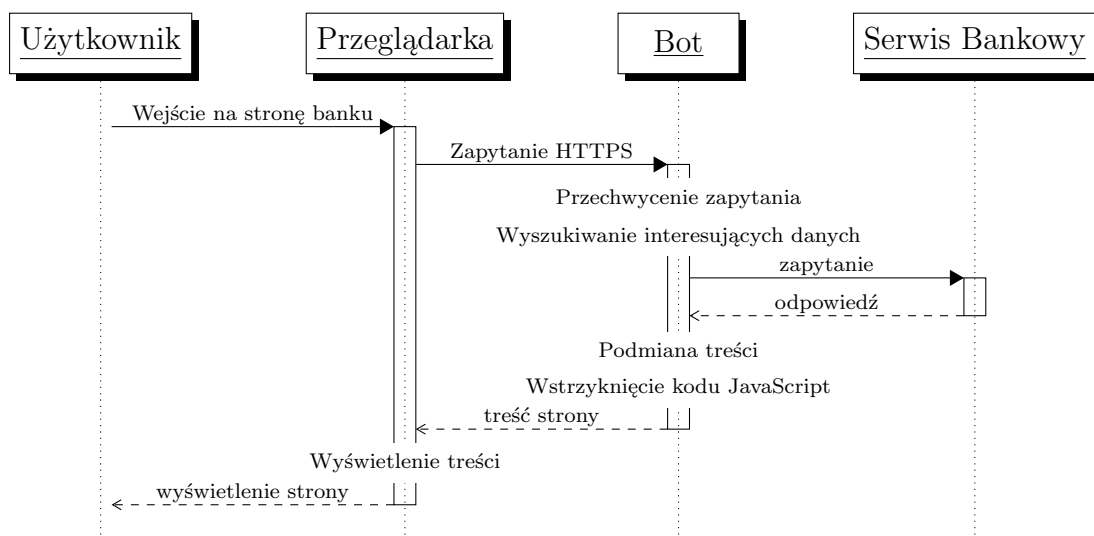 Użytkownik
Przeglądarka
Bot
Serwis Bankowy
Wejście na stronę banku
Zapytanie HTTPS
Przechwycenie zapytania
Wyszukiwanie interesujących danych
zapytanie
odpowiedź
Podmiana treści
Wstrzyknięcie kodu JavaScript
treść strony
Wyświetlenie treści
wyświetlenie strony